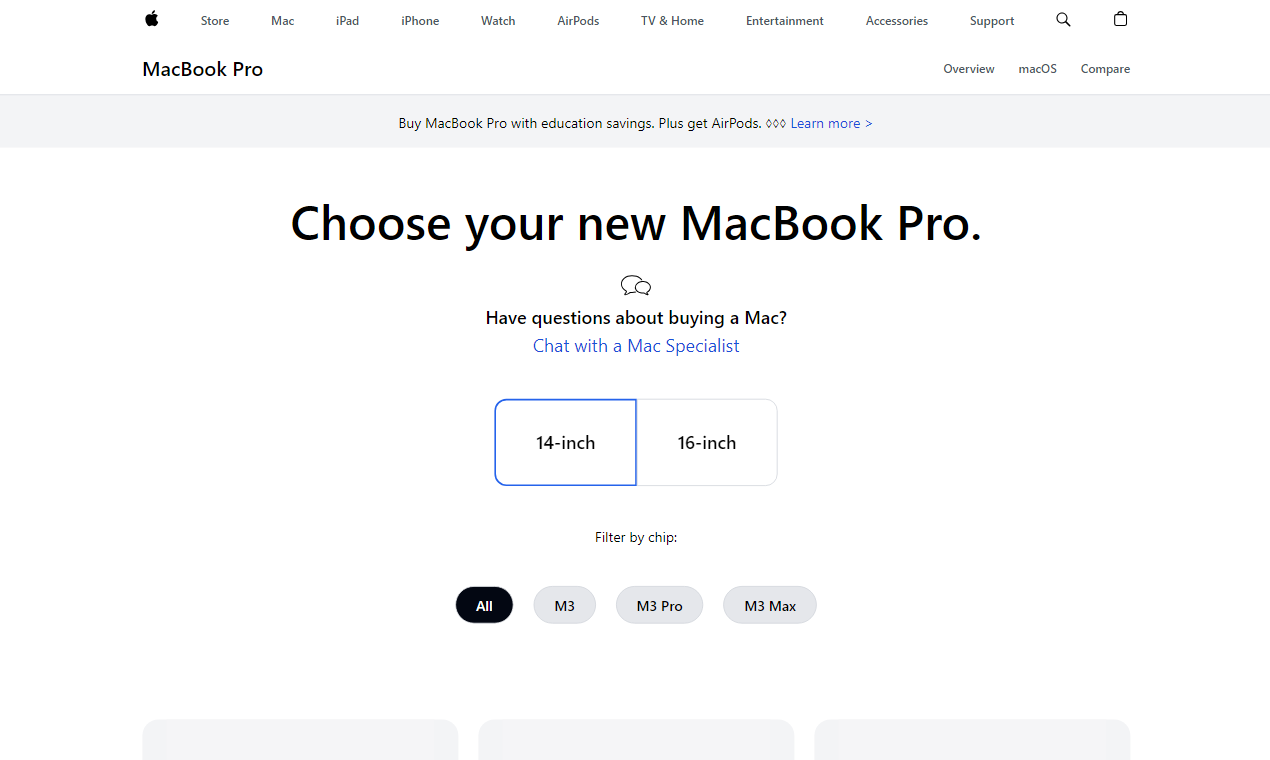 Store Mac iPad iPhone Watch AirPods TV & Home Entertainment Accessories Support
MacBook Pro Overview macOS Compare
Buy MacBook Pro with education savings. Plus get AirPods. ◊◊◊ Learn more >
Choose your new MacBook Pro.
Have questions about buying a Mac?
Chat with a Mac Specialist
14-inch 16-inch
Filter by chip:
All M3 M3 Pro M3 Max